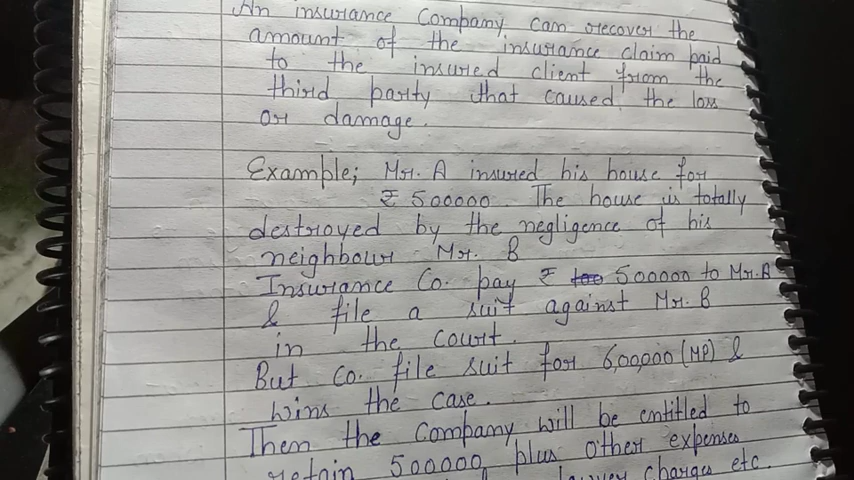 An insurance Company can recover the
amount of the insurance claim paid
to the insured client from the
third party that caused the loss
or damage.
Example; Mr. A insured his house for
₹ 500000. The house is totally
destroyed by the negligence of his
neighbour Mr. B
Insurance Co. pay ₹ 500000 to Mr. A
& file a suit against Mr. B
in the court.
But Co. file suit for 6,00,000 (MP) &
wins the case.
Then the Company will be entitled to
retain 500000 plus other expenses
lawyer charges etc.